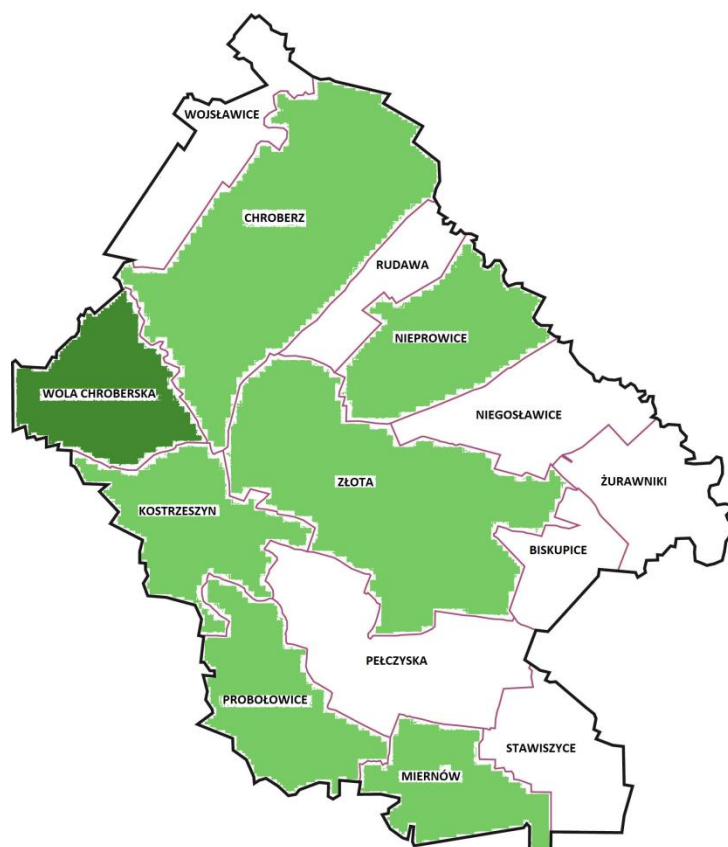 WOJSŁAWICE
CHROBERZ
RUDAWA
NIEPROWICE
WOLA CHROBERSKA
NIEGOSŁAWICE
ŻURAWNIKI
ZŁOTA
KOSTRZESZYN
BISKUPICE
PEŁCZYSKA
PROBOŁOWICE
STAWISZYCE
MIERNÓW